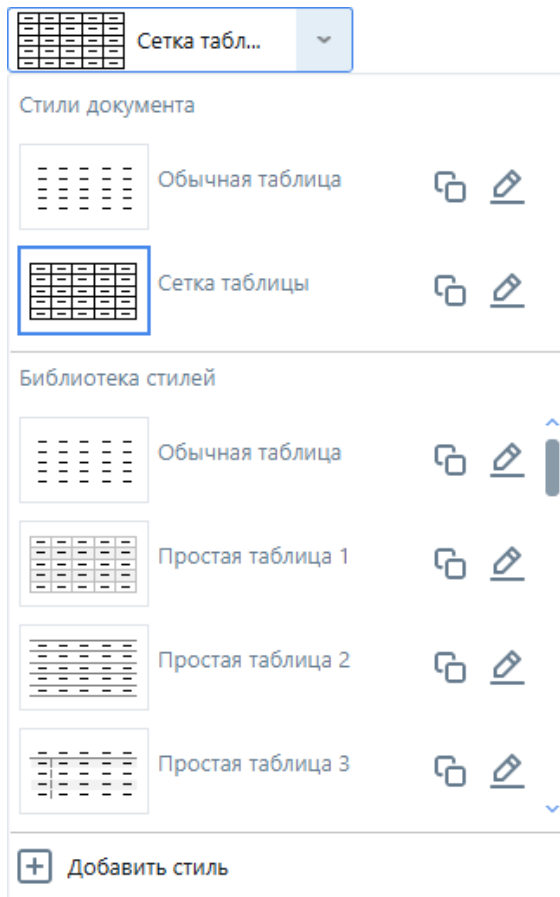 Сетка табл...
Стили документа
Обычная таблица
Сетка таблицы
Библиотека стилей
Обычная таблица
Простая таблица 1
Простая таблица 2
Простая таблица 3
Добавить стиль